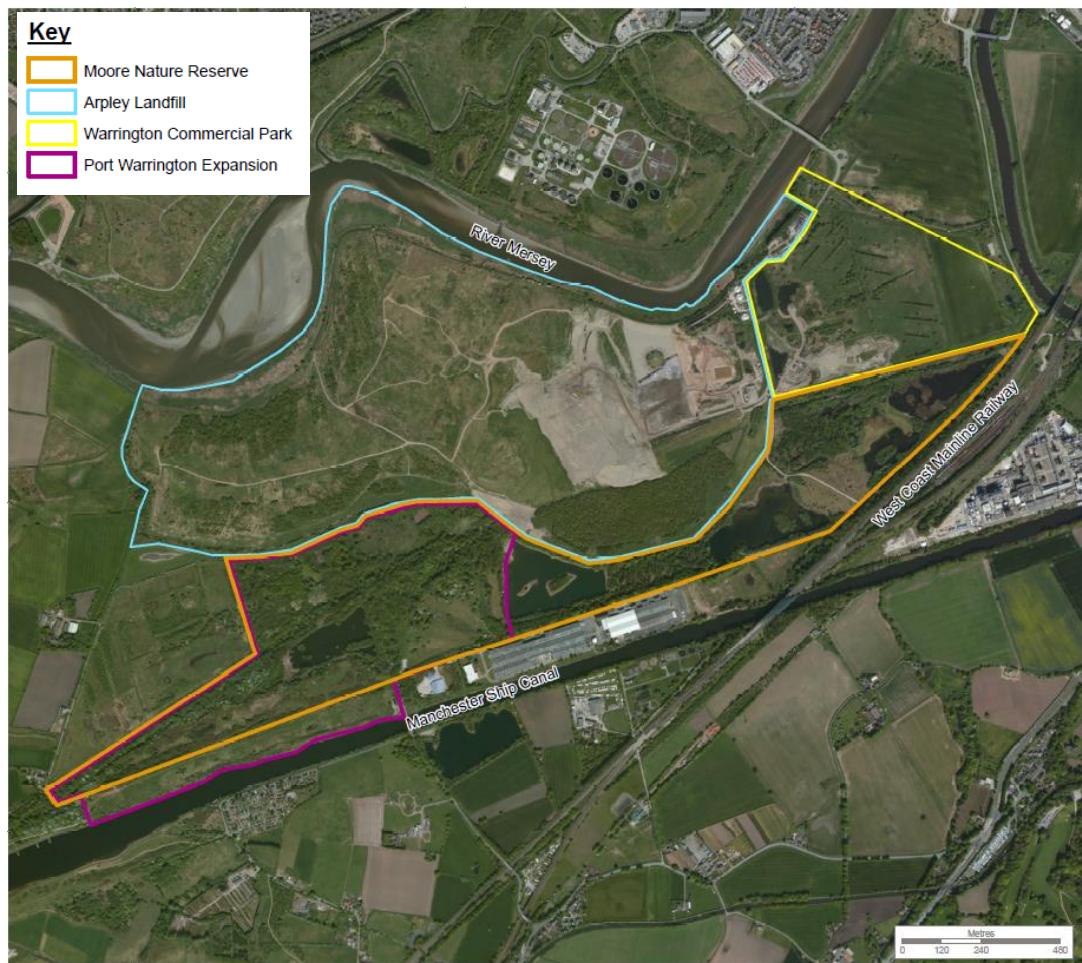 Key
Moore Nature Reserve
Arpley Landfill
Warrington Commercial Park
Port Warrington Expansion
River Mersey
West Coast Mainline Railway
Manchester Ship Canal
Metres
0 120 240 480